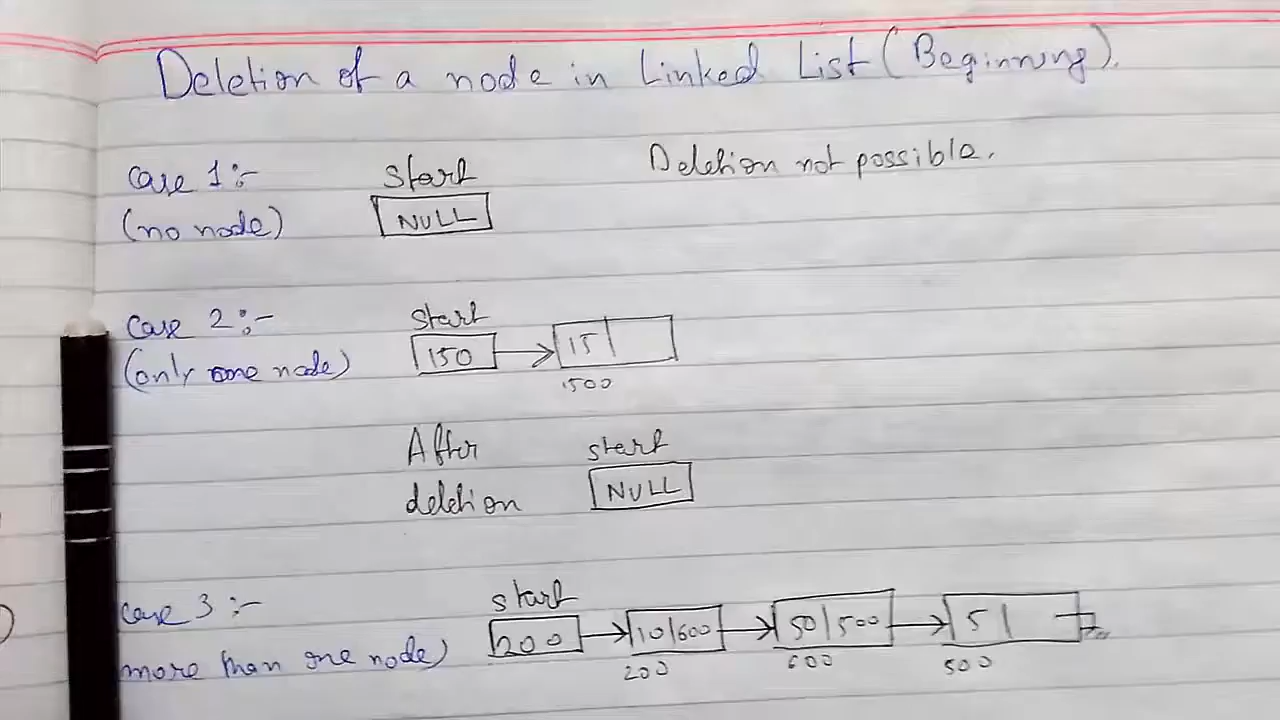 Deletion of a node in Linked List (Beginning).
Case 1:- start Deletion not possible.
(no node) NULL
Case 2:- start
(only one node) 150 15
1500
After start
deletion NULL
Case 3:- start
more than one node) 200 10 600 50 500 5
200 600 500